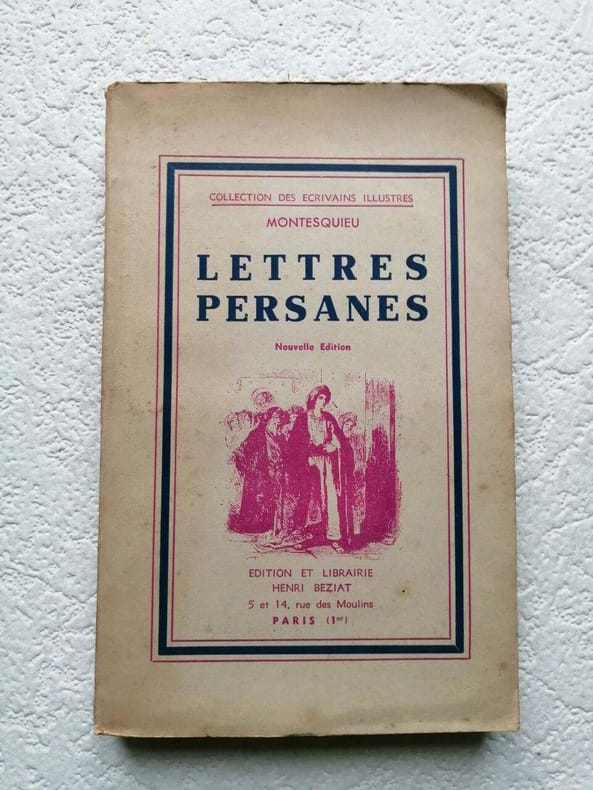 COLLECTION DES ECRIVAINS ILLUSTRES
MONTESQUIEU
LETTRES
PERSANES
Nouvelle Edition
EDITION ET LIBRAIRIE
HENRI BEZIAT
5 et 14, rue des Moulins
PARIS (1er)